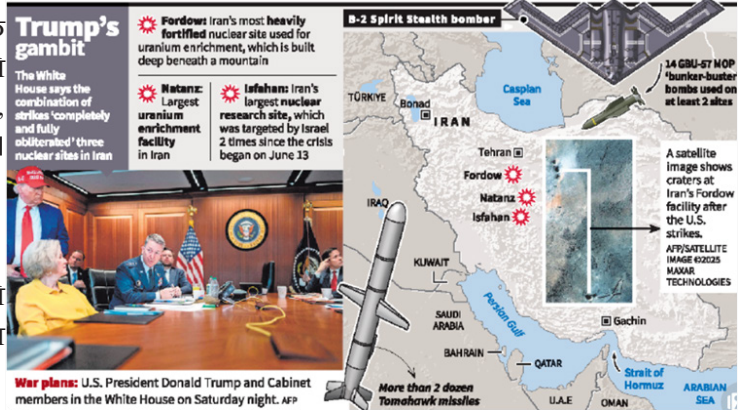 Trump's
gambit
The White
House says the
combination of
strikes 'completely
and fully
obliterated' three
nuclear sites in Iran
Fordow: Iran's most heavily
fortified nuclear site used for
uranium enrichment, which is built
deep beneath a mountain
Natanz:
Largest
uranium
enrichment
facility
in Iran
Isfahan: Iran's
largest nuclear
research site, which
was targeted by Israel
2 times since the crisis
began on June 13
War plans: U.S. President Donald Trump and Cabinet
members in the White House on Saturday night. AFP
B-2 Spirit Stealth bomber
14 GBU-57 MOP
'bunker-buster'
bombs used on
at least 2 sites
TÜRKIYE
Bonad
IRAN
Caspian
Sea
Tehran
Fordow
Natanz
Isfahan
IRAQ
A satellite
image shows
craters at
Iran's Fordow
facility after
the U.S.
strikes.
AFP/SATELLITE
IMAGE ©2025
MAXAR
TECHNOLOGIES
KUWAIT
Persian Gulf
SAUDI
ARABIA
Gachin
BAHRAIN
QATAR
Strait of
Hormuz
U.A.E
OMAN
ARABIAN
SEA
More than 2 dozen
Tomahawk missiles